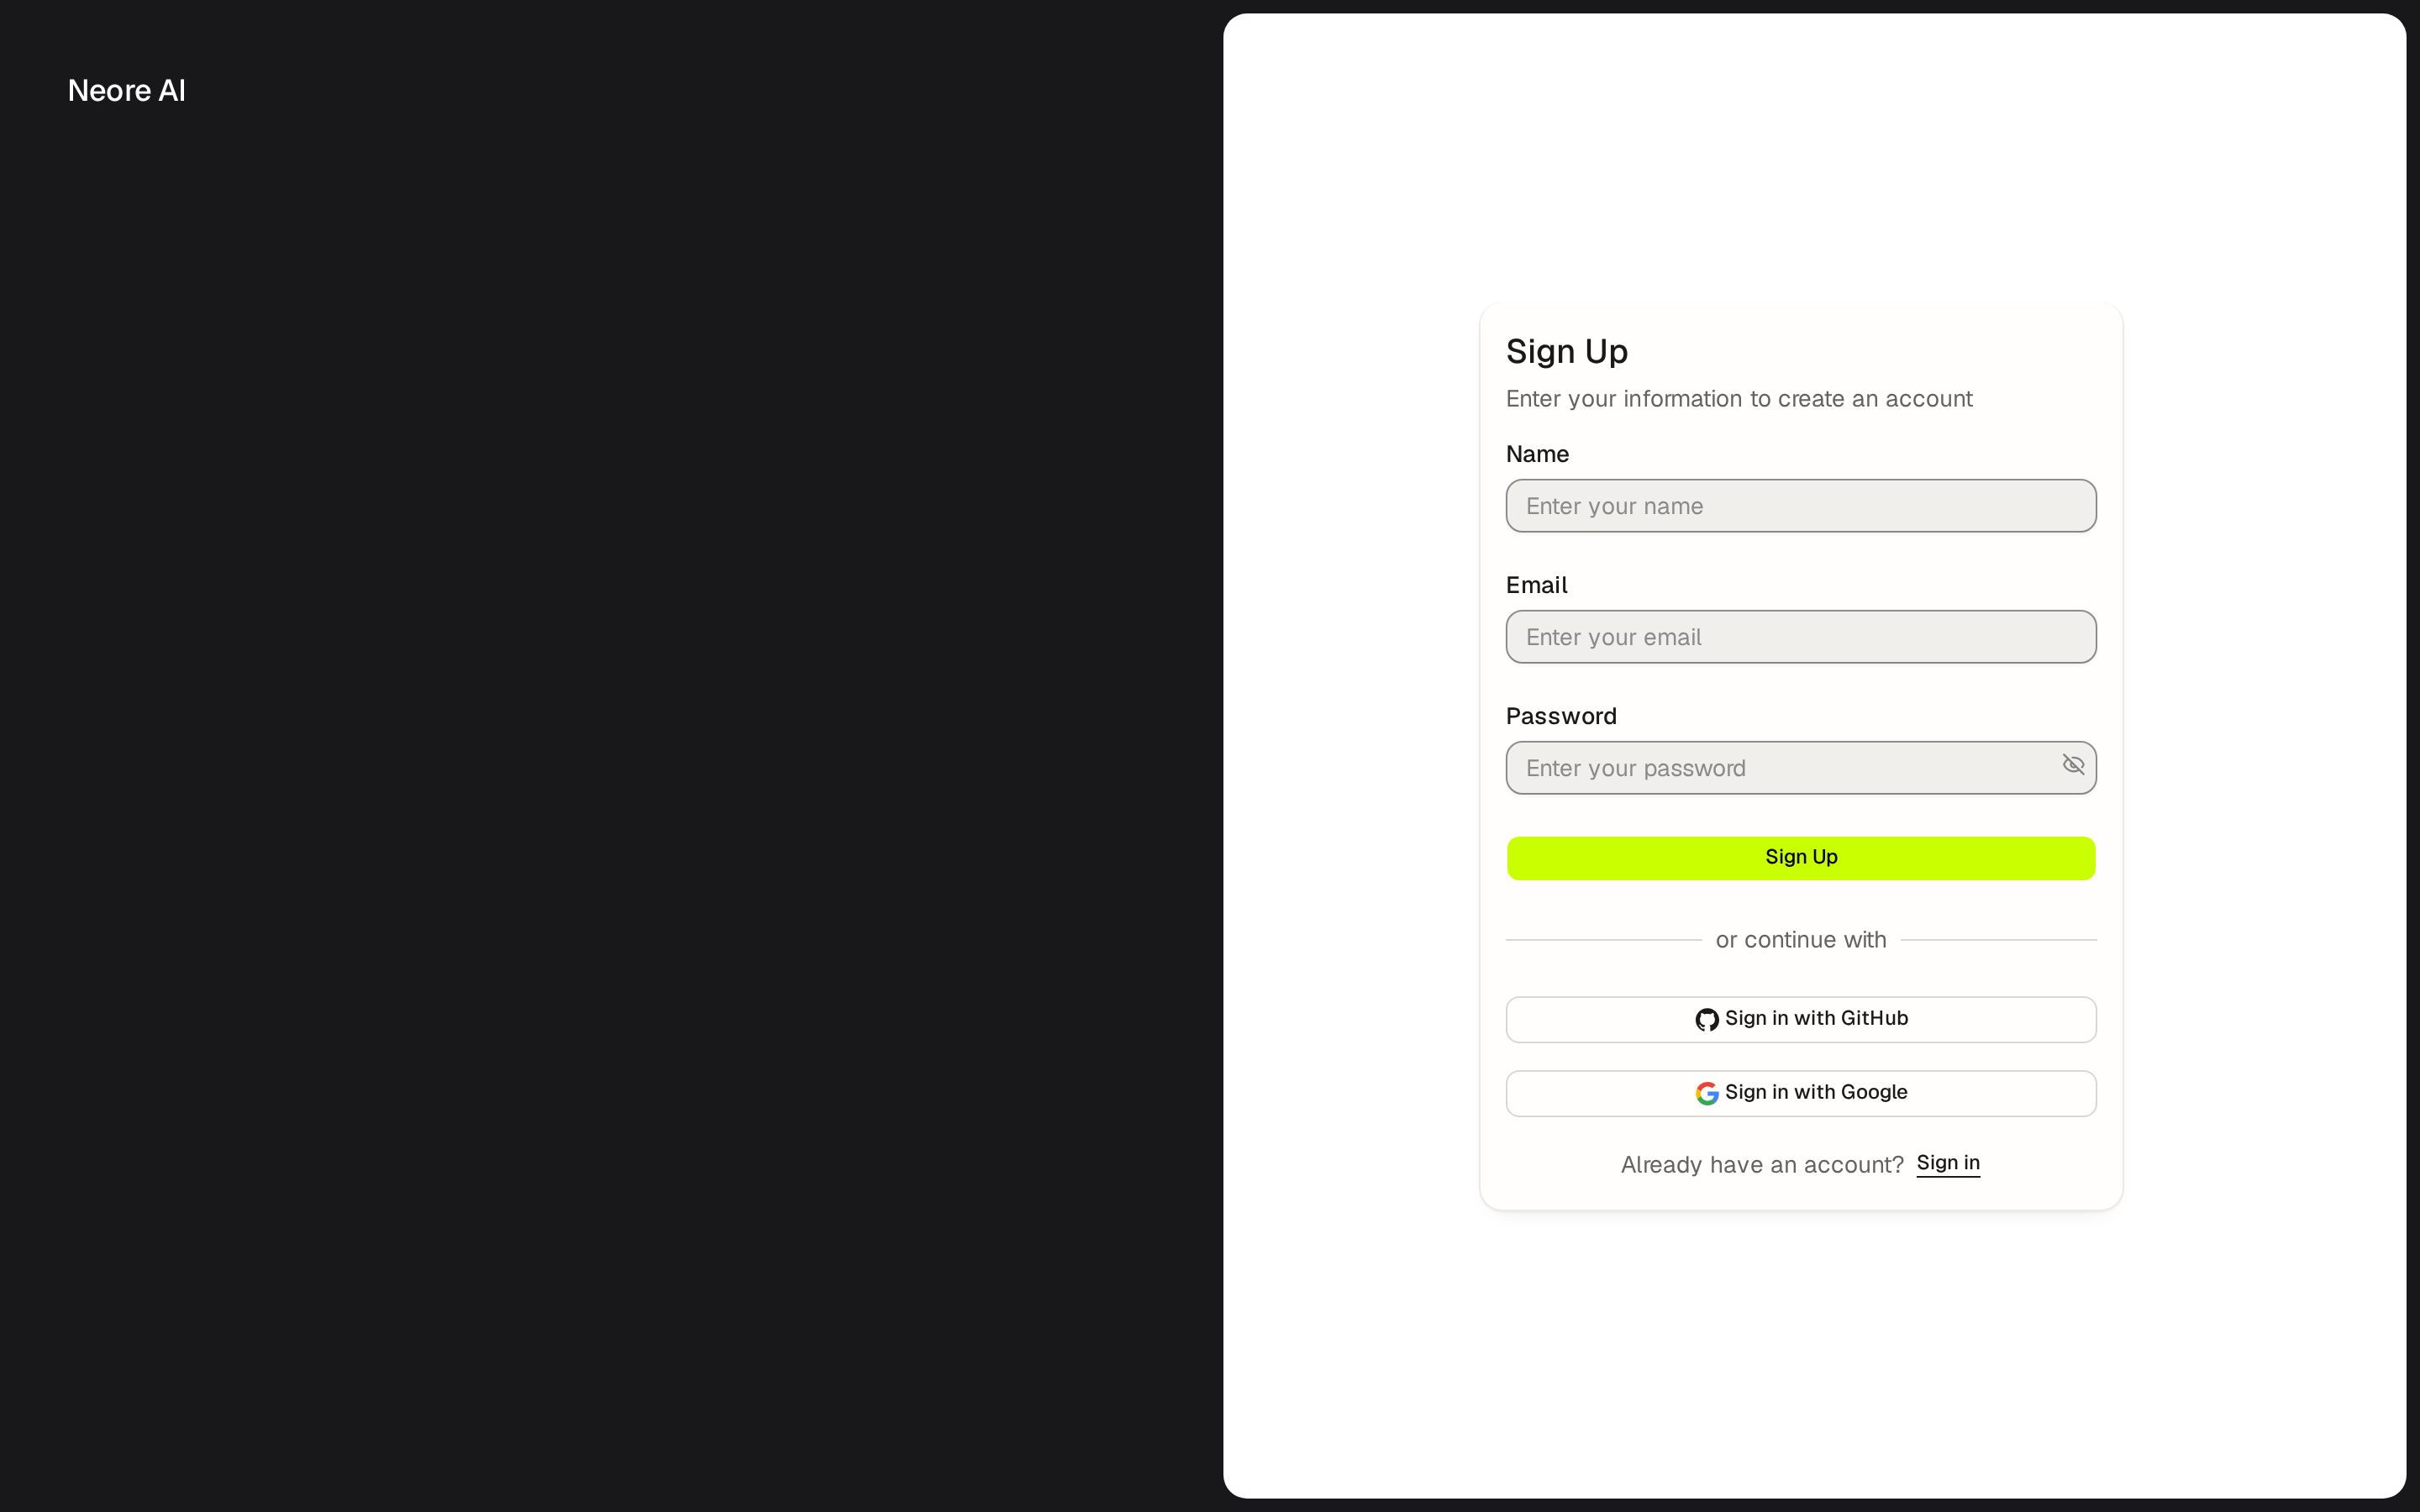 Neore AI
Sign Up
Enter your information to create an account
Name
Enter your name
Email
Enter your email
Password
Enter your password
Sign Up
or continue with
Sign in with GitHub
Sign in with Google
Already have an account? Sign in